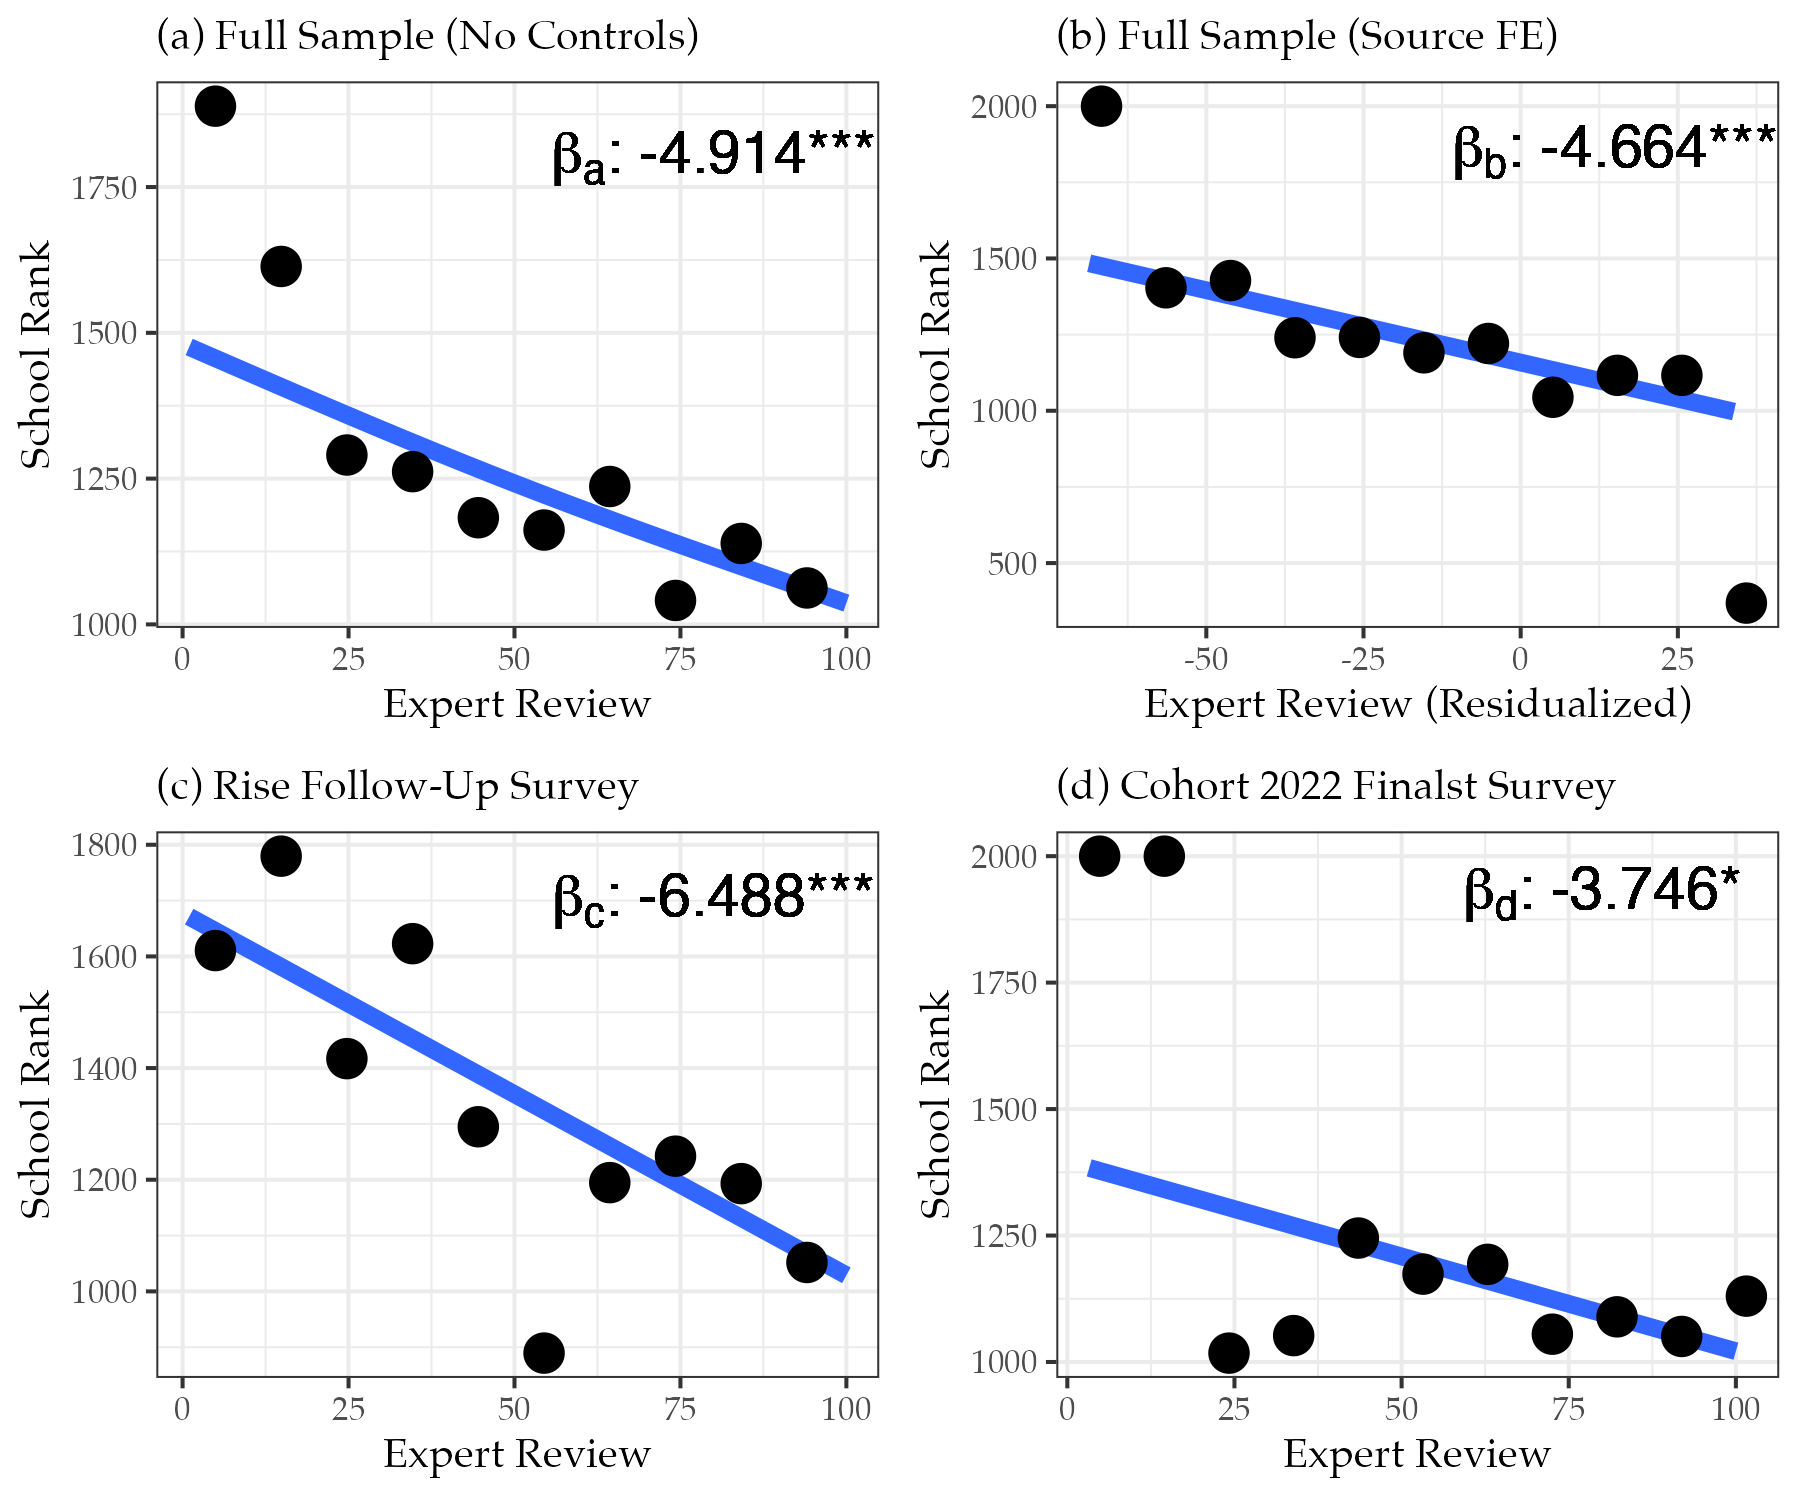 (a) Full Sample (No Controls)
βa: -4.914***
School Rank
1750
1500
1250
1000
0 25 50 75 100
Expert Review
(b) Full Sample (Source FE)
βb: -4.664***
School Rank
2000
1500
1000
500
-50 -25 0 25
Expert Review (Residualized)
(c) Rise Follow-Up Survey
βc: -6.488***
School Rank
1800
1600
1400
1200
1000
0 25 50 75 100
Expert Review
(d) Cohort 2022 Finalst Survey
βd: -3.746*
School Rank
2000
1750
1500
1250
1000
0 25 50 75 100
Expert Review